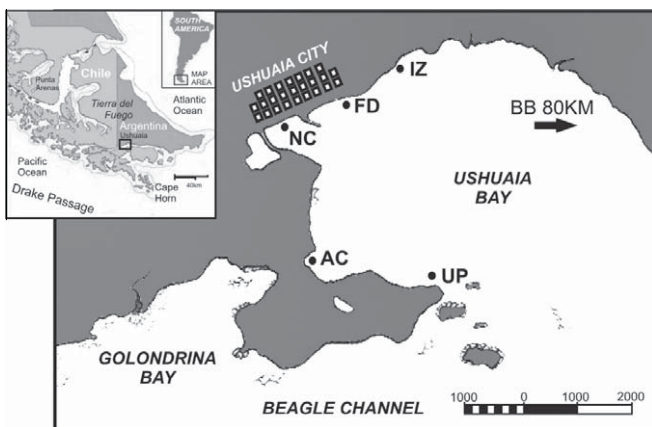 SOUTH
AMERICA
MAP
AREA
Chile
Punta
Arenas
Atlantic
Ocean
Tierra del
Fuego
Argentina
Ushuaia
Pacific
Ocean
Cape
Horn
40km
Drake Passage
USHUAIA CITY
IZ
FD
NC
BB 80KM
USHUAIA
BAY
AC
UP
GOLONDRINA
BAY
BEAGLE CHANNEL
1000 0 1000 2000